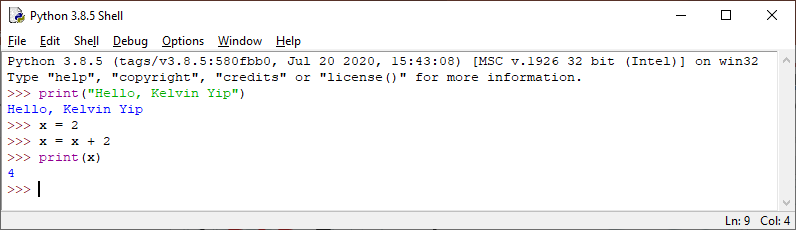 Python 3.8.5 Shell
File Edit Shell Debug Options Window Help
Python 3.8.5 (tags/v3.8.5:580fbb0, Jul 20 2020, 15:43:08) [MSC v.1926 32 bit (Intel)] on win32
Type "help", "copyright", "credits" or "license()" for more information.
>>> print("Hello, Kelvin Yip")
Hello, Kelvin Yip
>>> x = 2
>>> x = x + 2
>>> print(x)
4
>>>
Ln: 9 Col: 4